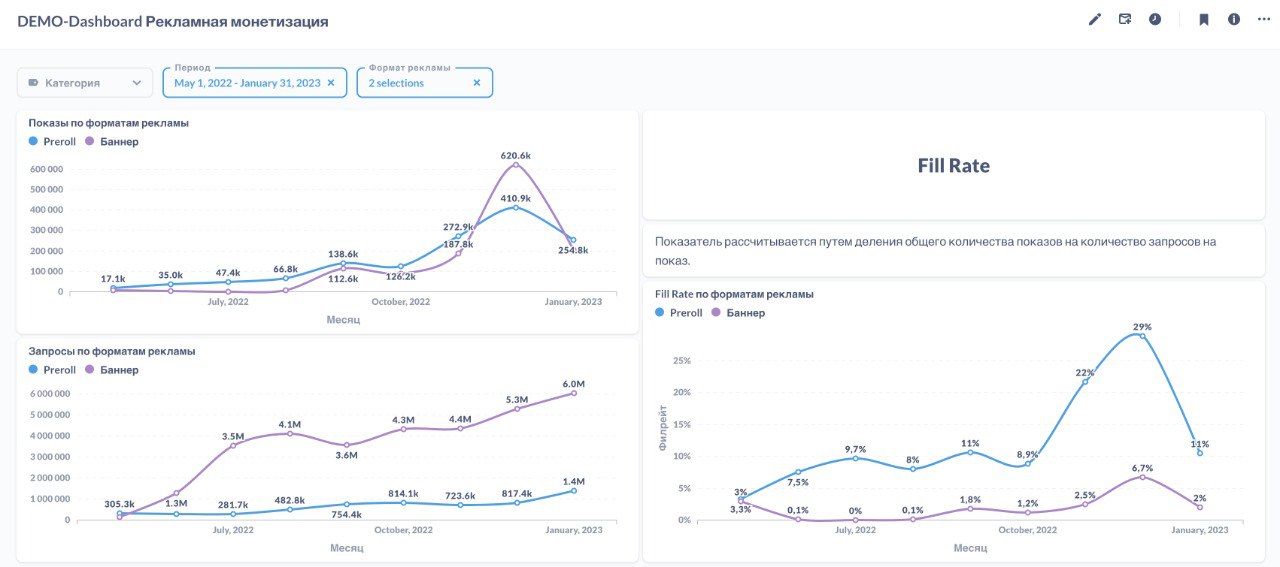 DEMO-Dashboard Рекламная монетизация
Категория
Период
May 1, 2022 - January 31, 2023
Формат рекламы
2 selections
Показы по форматам рекламы
Preroll Баннер
600 000
500 000
400 000
300 000
200 000
100 000
0
17.1k
35.0k
47.4k
66.8k
138.6k
112.6k
126.2k
272.9k
187.8k
620.6k
410.9k
254.8k
July, 2022
October, 2022
January, 2023
Месяц
Запросы по форматам рекламы
Preroll Баннер
6 000 000
5 000 000
4 000 000
3 000 000
2 000 000
1 000 000
0
305.3k
1.3M
3.5M
281.7k
4.1M
482.8k
3.6M
754.4k
4.3M
814.1k
4.4M
723.6k
5.3M
817.4k
6.0M
1.4M
July, 2022
October, 2022
January, 2023
Месяц
Fill Rate
Показатель рассчитывается путем деления общего количества показов на количество запросов на
показ.
Fill Rate по форматам рекламы
Preroll Баннер
Филрейт
25%
20%
15%
10%
5%
0%
3%
3,3%
7,5%
0,1%
9,7%
0%
8%
0,1%
11%
1,8%
8,9%
1,2%
22%
2,5%
29%
6,7%
11%
2%
July, 2022
October, 2022
January, 2023
Месяц